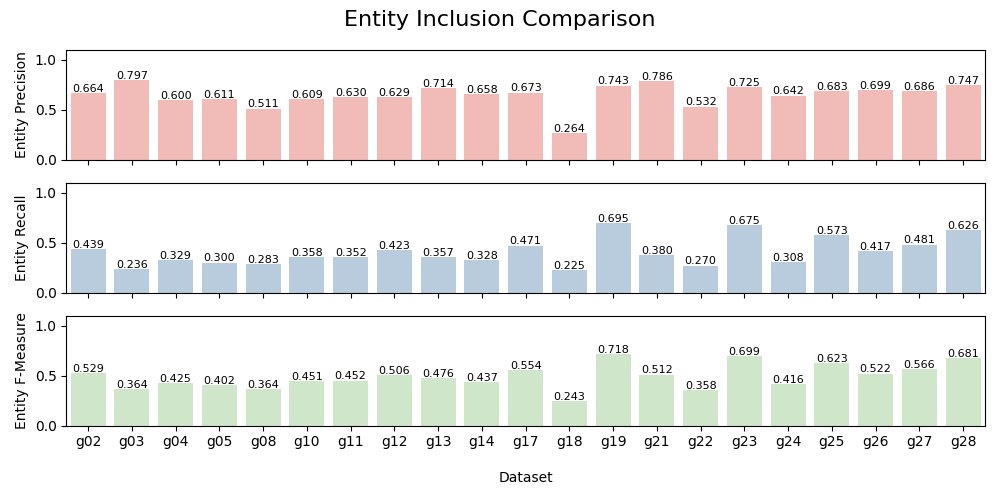 Entity Inclusion Comparison
Entity Precision
1.0
0.5
0.0
0.664 0.797 0.600 0.611 0.511 0.609 0.630 0.629 0.714 0.658 0.673 0.264 0.743 0.786 0.532 0.725 0.642 0.683 0.699 0.686 0.747
Entity Recall
1.0
0.5
0.0
0.439 0.236 0.329 0.300 0.283 0.358 0.352 0.423 0.357 0.328 0.471 0.225 0.695 0.380 0.270 0.675 0.308 0.573 0.417 0.481 0.626
Entity F-Measure
1.0
0.5
0.0
0.529 0.364 0.425 0.402 0.364 0.451 0.452 0.506 0.476 0.437 0.554 0.243 0.718 0.512 0.358 0.699 0.416 0.623 0.522 0.566 0.681
g02 g03 g04 g05 g08 g10 g11 g12 g13 g14 g17 g18 g19 g21 g22 g23 g24 g25 g26 g27 g28
Dataset